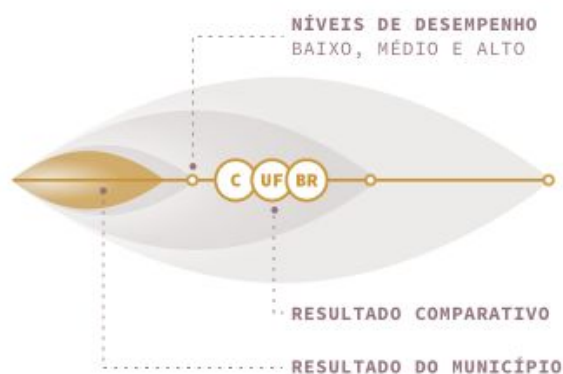 NÍVEIS DE DESEMPENHO
BAIXO, MÉDIO E ALTO
C UF BR
RESULTADO COMPARATIVO
RESULTADO DO MUNICÍPIO